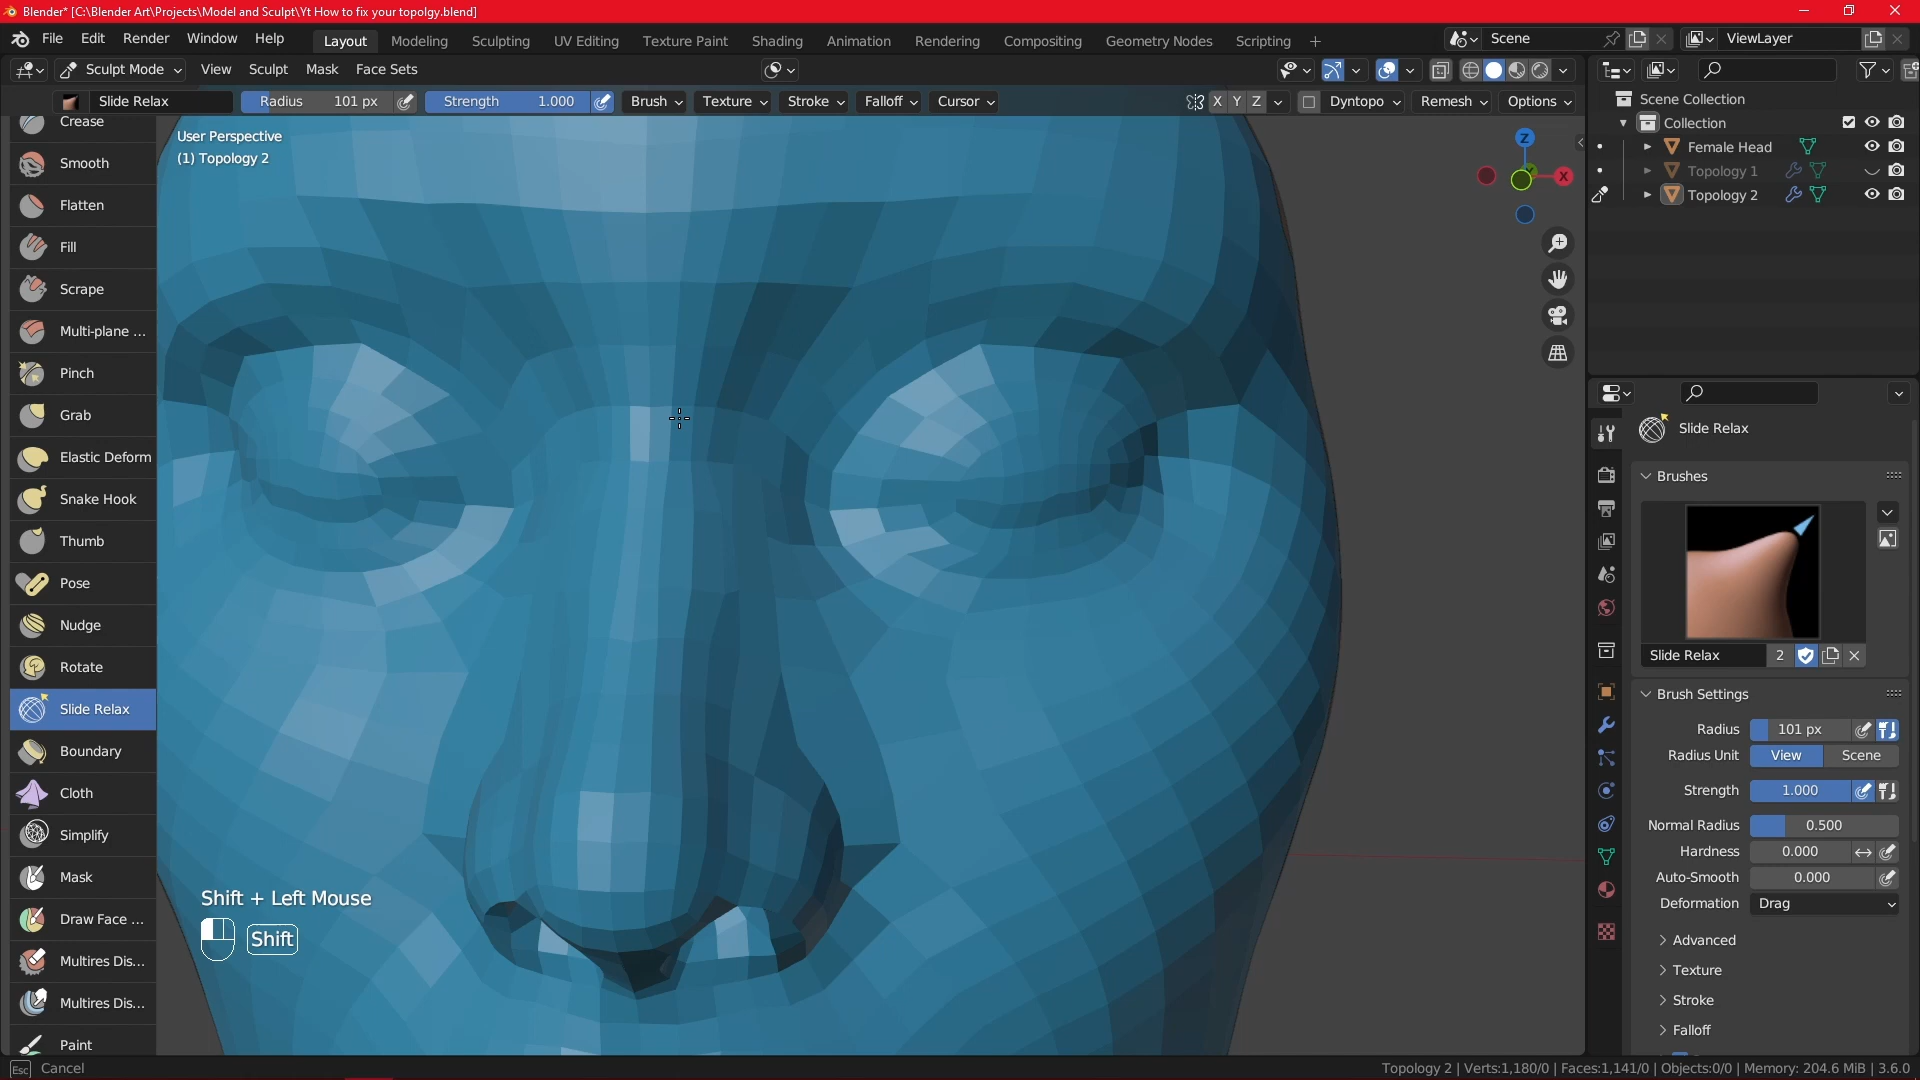 Blender* [C:\Blender Art\Projects\Model and Sculpt\Yt How to fix your topolgy.blend]
File Edit Render Window Help Layout Modeling Sculpting UV Editing Texture Paint Shading Animation Rendering Compositing Geometry Nodes Scripting + Scene ViewLayer
Sculpt Mode View Sculpt Mask Face Sets
Slide Relax Radius 101 px Strength 1.000 Brush Texture Stroke Falloff Cursor X Y Z Dyntopo Remesh Options
User Perspective
(1) Topology 2
Z
X
Crease
Smooth
Flatten
Fill
Scrape
Multi-plane ...
Pinch
Grab
Elastic Deform
Snake Hook
Thumb
Pose
Nudge
Rotate
Slide Relax
Boundary
Cloth
Simplify
Mask
Draw Face ...
Multires Dis...
Multires Dis...
Paint
Shift + Left Mouse
Shift
Scene Collection
Collection
Female Head
Topology 1
Topology 2
Slide Relax
Brushes
Slide Relax 2
Brush Settings
Radius 101 px
Radius Unit View Scene
Strength 1.000
Normal Radius 0.500
Hardness 0.000
Auto-Smooth 0.000
Deformation Drag
Advanced
Texture
Stroke
Falloff
Esc Cancel
Topology 2 | Verts:1,180/0 | Faces:1,141/0 | Objects:0/0 | Memory: 204.6 MiB | 3.6.0